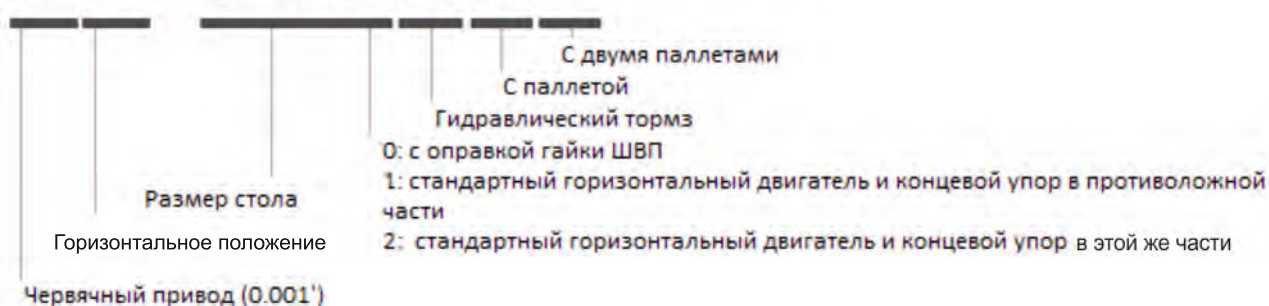 С двумя паллетами
С паллетой
Гидравлический тормз
0: с оправкой гайки ШВП
1: стандартный горизонтальный двигатель и концевой упор в противоложной
части
2: стандартный горизонтальный двигатель и концевой упор в этой же части
Размер стола
Горизонтальное положение
Червячный привод (0.001')